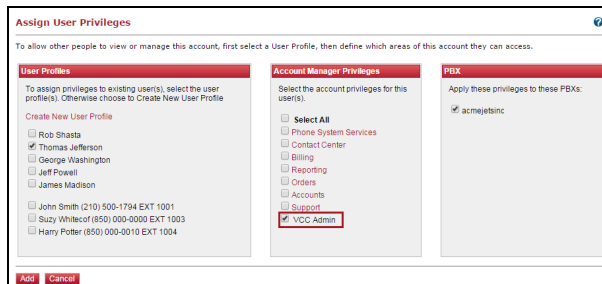 Assign User Privileges
?
To allow other people to view or manage this account, first select a User Profile, then define which areas of this account they can access.
User Profiles
To assign privileges to existing user(s), select the user
profile(s). Otherwise choose to Create New User Profile
Create New User Profile
Rob Shasta
Thomas Jefferson
George Washington
Jeff Powell
James Madison
John Smith (210) 500-1794 EXT 1001
Suzy Whitecof (850) 000-0000 EXT 1003
Harry Potter (850) 000-0010 EXT 1004
Account Manager Privileges
Select the account privileges for this
user(s).
Select All
Phone System Services
Contact Center
Billing
Reporting
Orders
Accounts
Support
VCC Admin
PBX
Apply these privileges to these PBXs:
acmejetsinc
Add Cancel